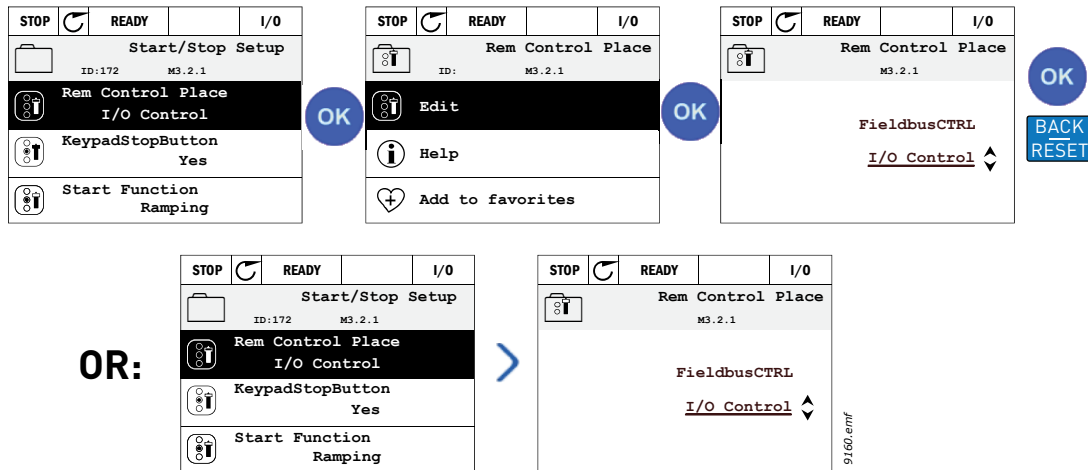 STOP READY I/O
Start/Stop Setup
ID:172 M3.2.1
Rem Control Place
I/O Control
KeypadStopButton
Yes
Start Function
Ramping
OK
STOP READY I/O
Rem Control Place
ID: M3.2.1
Edit
Help
Add to favorites
OK
STOP READY I/O
Rem Control Place
M3.2.1
FieldbusCTRL
I/O Control
OK
BACK
RESET
OR:
STOP READY I/O
Start/Stop Setup
ID:172 M3.2.1
Rem Control Place
I/O Control
KeypadStopButton
Yes
Start Function
Ramping
STOP READY I/O
Rem Control Place
M3.2.1
FieldbusCTRL
I/O Control
9160.emf